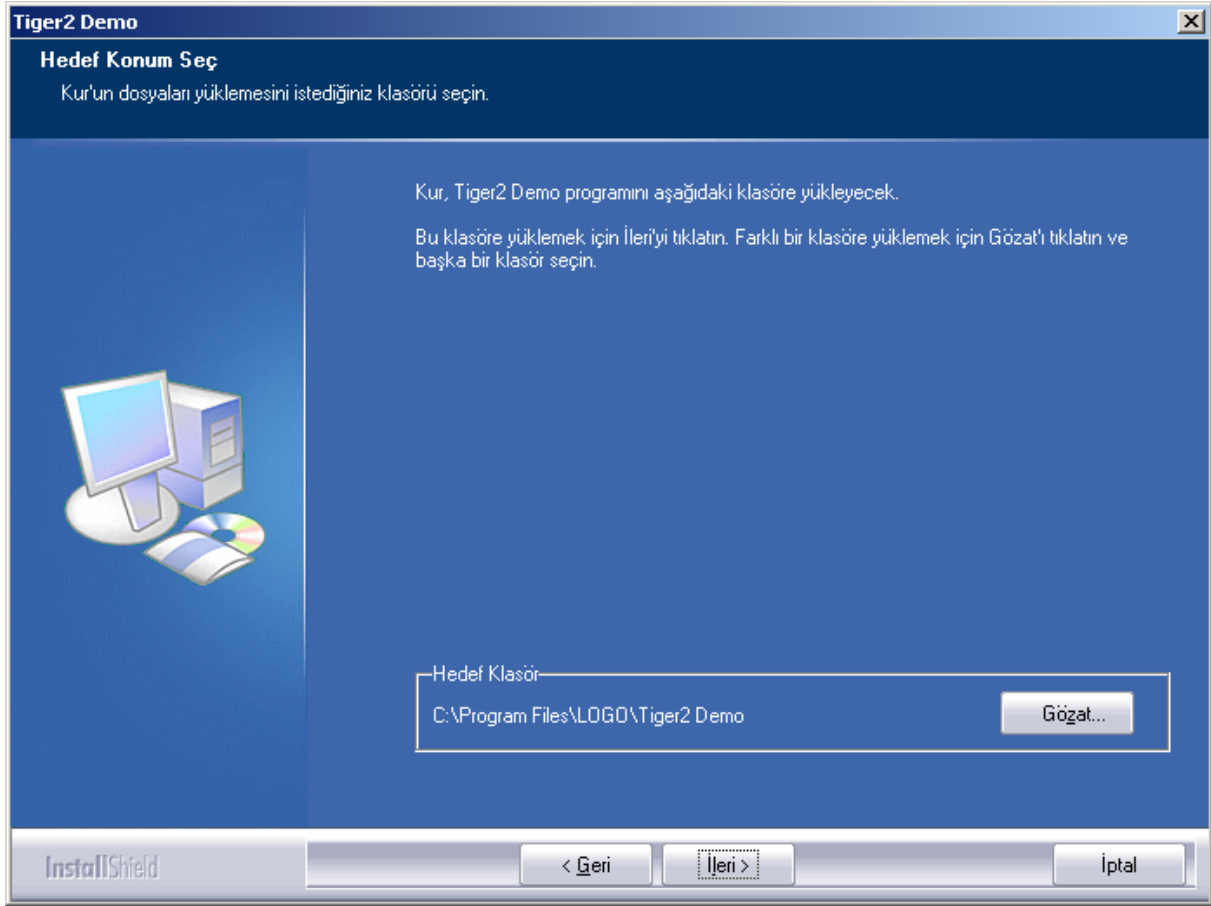 Tiger2 Demo
Hedef Konum Seç
Kur'un dosyaları yüklemesini istediğiniz klasörü seçin.
Kur, Tiger2 Demo programını aşağıdaki klasöre yükleyecek.
Bu klasöre yüklemek için İleri'yi tıklatın. Farklı bir klasöre yüklemek için Gözat'ı tıklatın ve
başka bir klasör seçin.
Hedef Klasör
C:\Program Files\LOGO\Tiger2 Demo
Gözat...
InstallShield
< Geri
İleri >
İptal